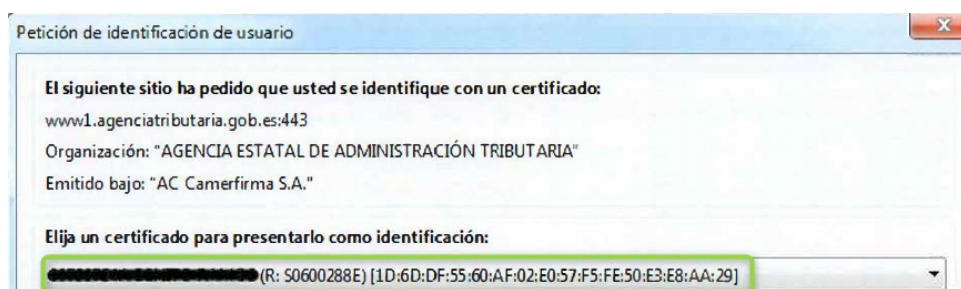 Petición de identificación de usuario
X
El siguiente sitio ha pedido que usted se identifique con un certificado:
www1.agenciatributaria.gob.es:443
Organización: "AGENCIA ESTATAL DE ADMINISTRACIÓN TRIBUTARIA"
Emitido bajo: "AC Camerfirma S.A."
Elija un certificado para presentarlo como identificación:
(R: S0600288E) [1D:6D:DF:55:60:AF:02:E0:57:F5:FE:50:E3:E8:AA:29]